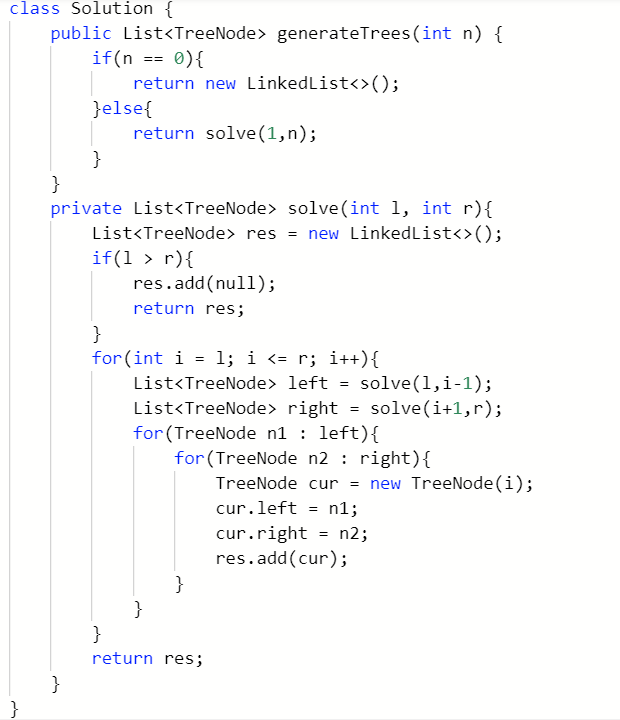 class Solution {
    public List<TreeNode> generateTrees(int n) {
        if(n == 0){
            return new LinkedList<>();
        }else{
            return solve(1,n);
        }
    }
    private List<TreeNode> solve(int l, int r){
        List<TreeNode> res = new LinkedList<>();
        if(l > r){
            res.add(null);
            return res;
        }
        for(int i = l; i <= r; i++){
            List<TreeNode> left = solve(l,i-1);
            List<TreeNode> right = solve(i+1,r);
            for(TreeNode n1 : left){
                for(TreeNode n2 : right){
                    TreeNode cur = new TreeNode(i);
                    cur.left = n1;
                    cur.right = n2;
                    res.add(cur);
                }
            }
        }
        return res;
    }
}